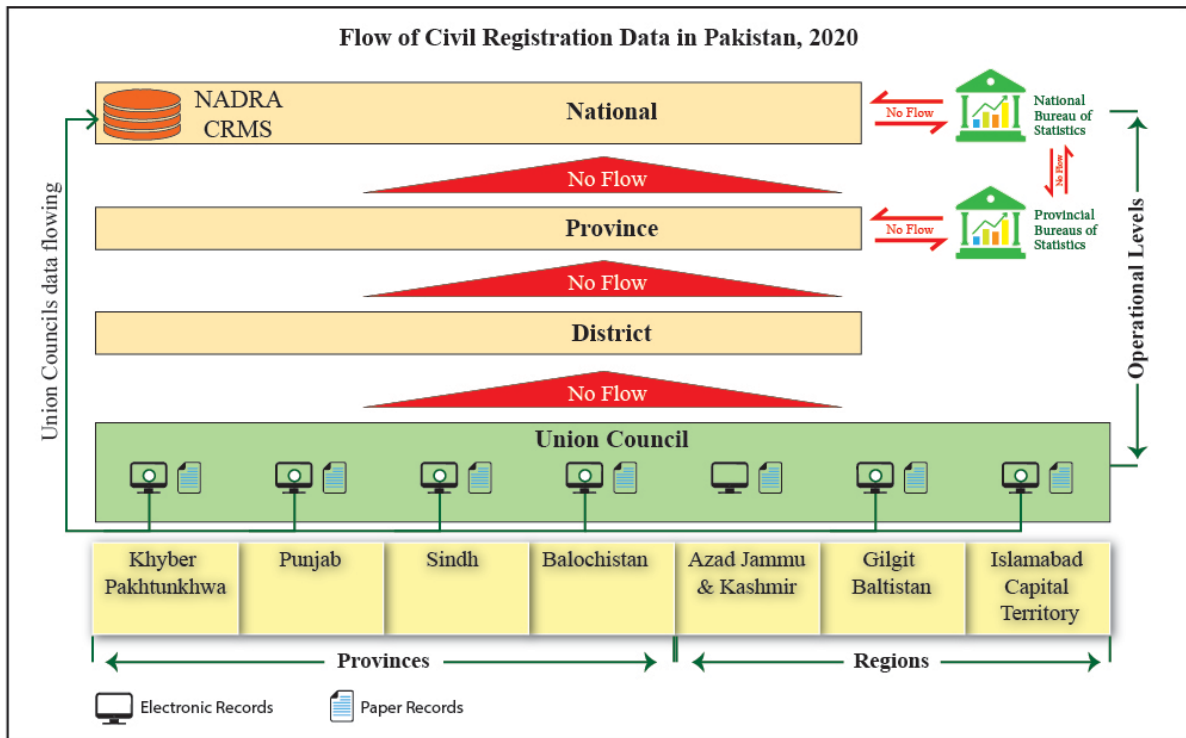 Flow of Civil Registration Data in Pakistan, 2020
NADRA
CRMS
National
No Flow
National
Bureau of
Statistics
No Flow
No Flow
Province
No Flow
Provincial
Bureaus of
Statistics
No Flow
District
No Flow
Union Councils data flowing
Operational Levels
Union Council
Khyber
Pakhtunkhwa
Punjab
Sindh
Balochistan
Azad Jammu
& Kashmir
Gilgit
Baltistan
Islamabad
Capital
Territory
Provinces
Regions
Electronic Records
Paper Records